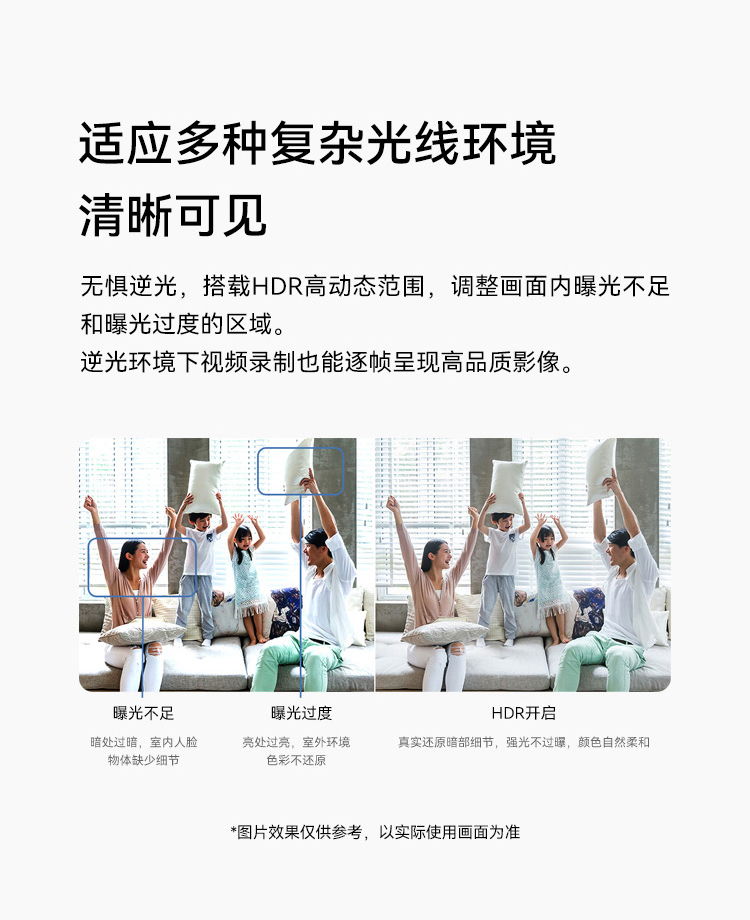 适应多种复杂光线环境
清晰可见
无惧逆光，搭载HDR高动态范围，调整画面内曝光不足
和曝光过度的区域。
逆光环境下视频录制也能逐帧呈现高品质影像。
曝光不足
暗处过暗，室内人脸
物体缺少细节
曝光过度
亮处过亮，室外环境
色彩不还原
HDR开启
真实还原暗部细节，强光不过曝，颜色自然柔和
*图片效果仅供参考，以实际使用画面为准